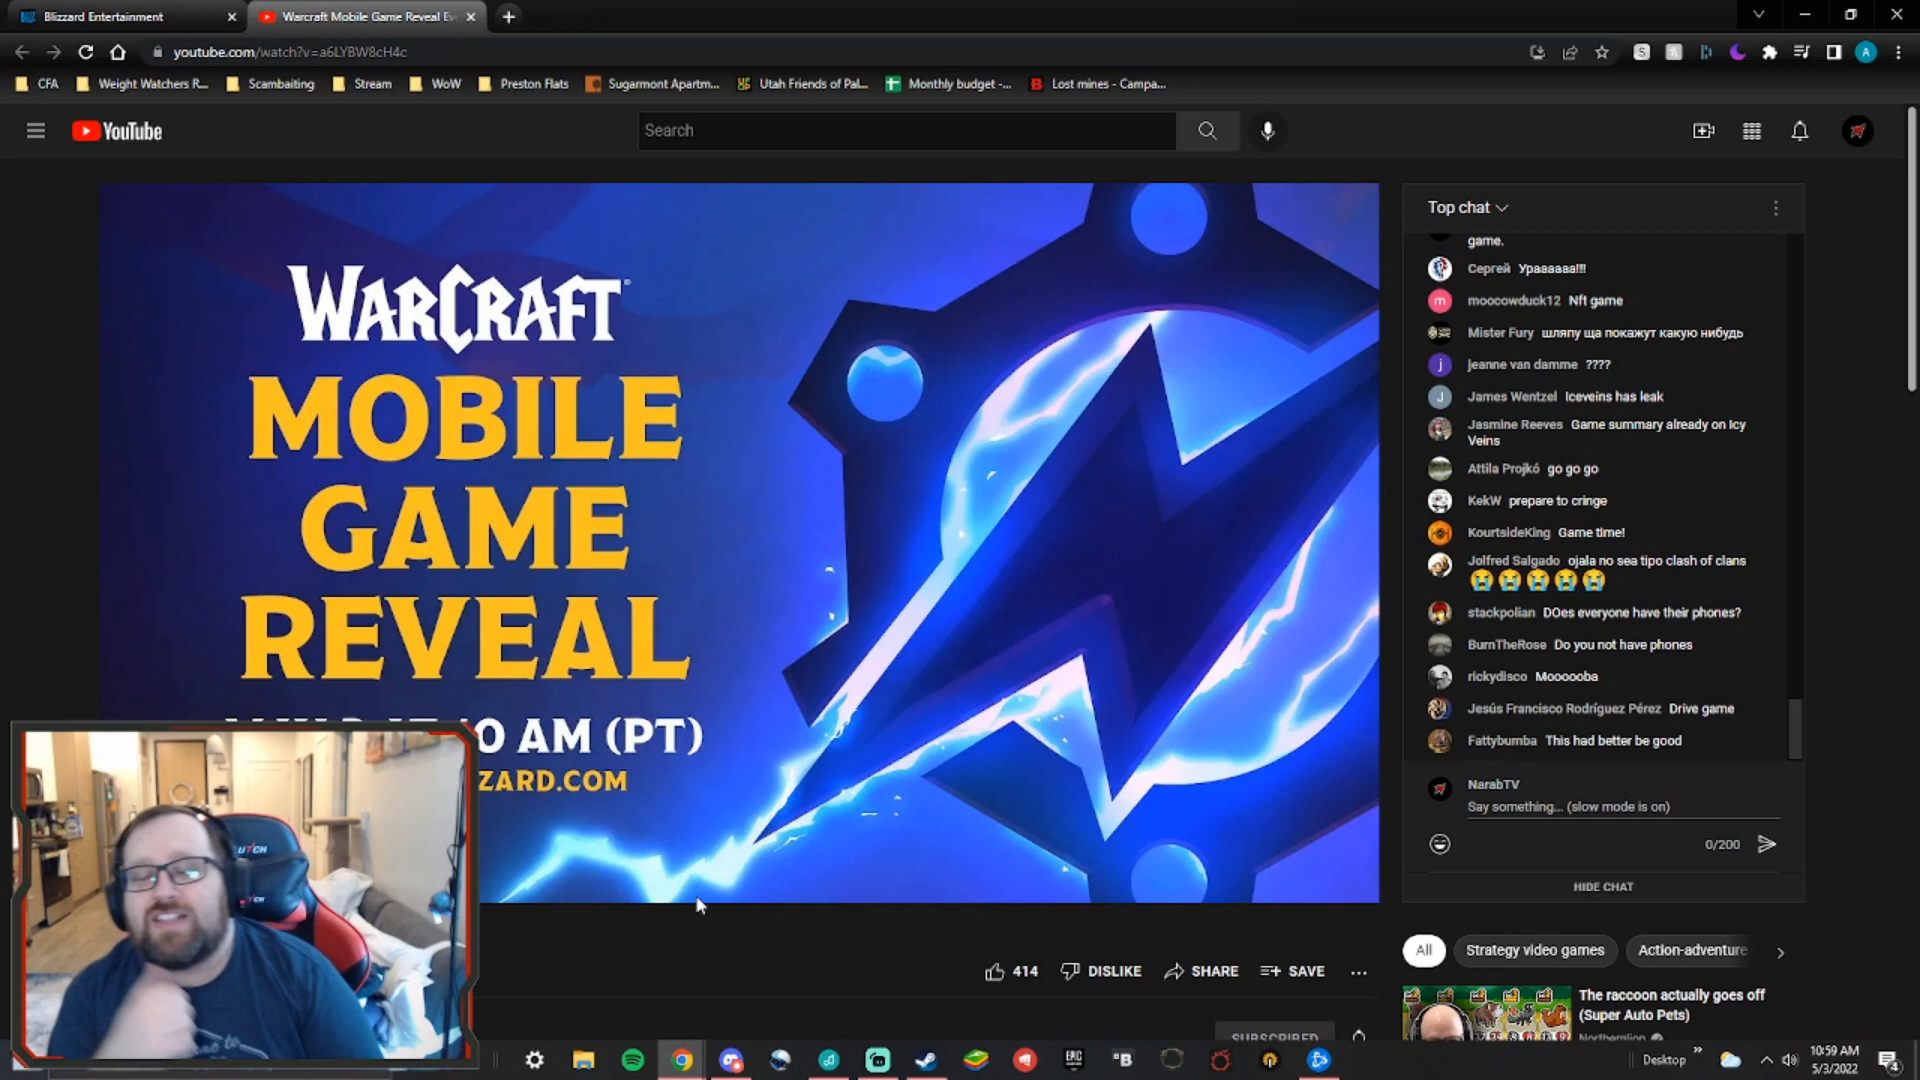 Blizzard Entertainment
Warcraft Mobile Game Reveal Ev
youtube.com/watch?v=a6LYBW8cH4c
CFA
Weight Watchers R...
Scambaiting
Stream
WoW
Preston Flats
Sugarmont Apartm...
Utah Friends of Pal...
Monthly budget -...
Lost mines - Campa...
YouTube
Search
WARCRAFT
MOBILE
GAME
REVEAL
0 AM (PT)
ZARD.COM
Top chat
game.
Сергей Урааааaa!!!
moocowduck12 Nft game
Mister Fury шляпу ща покажут какую нибудь
jeanne van damme ????
James Wentzel Iceveins has leak
Jasmine Reeves Game summary already on Icy
Veins
Attila Projkó go go go
KekW prepare to cringe
KourtsideKing Game time!
Jolfred Salgado ojala no sea tipo clash of clans
😭😭😭😭😭
stackpolian DOes everyone have their phones?
BurnTheRose Do you not have phones
rickydisco Moooooba
Jesús Francisco Rodríguez Pérez Drive game
Fattybumba This had better be good
NarabTV
Say something... (slow mode is on)
0/200
HIDE CHAT
414
DISLIKE
SHARE
SAVE
SUBSCRIBED
All
Strategy video games
Action-adventure
The raccoon actually goes off
(Super Auto Pets)
Northernlion
Desktop
10:59 AM
5/3/2022